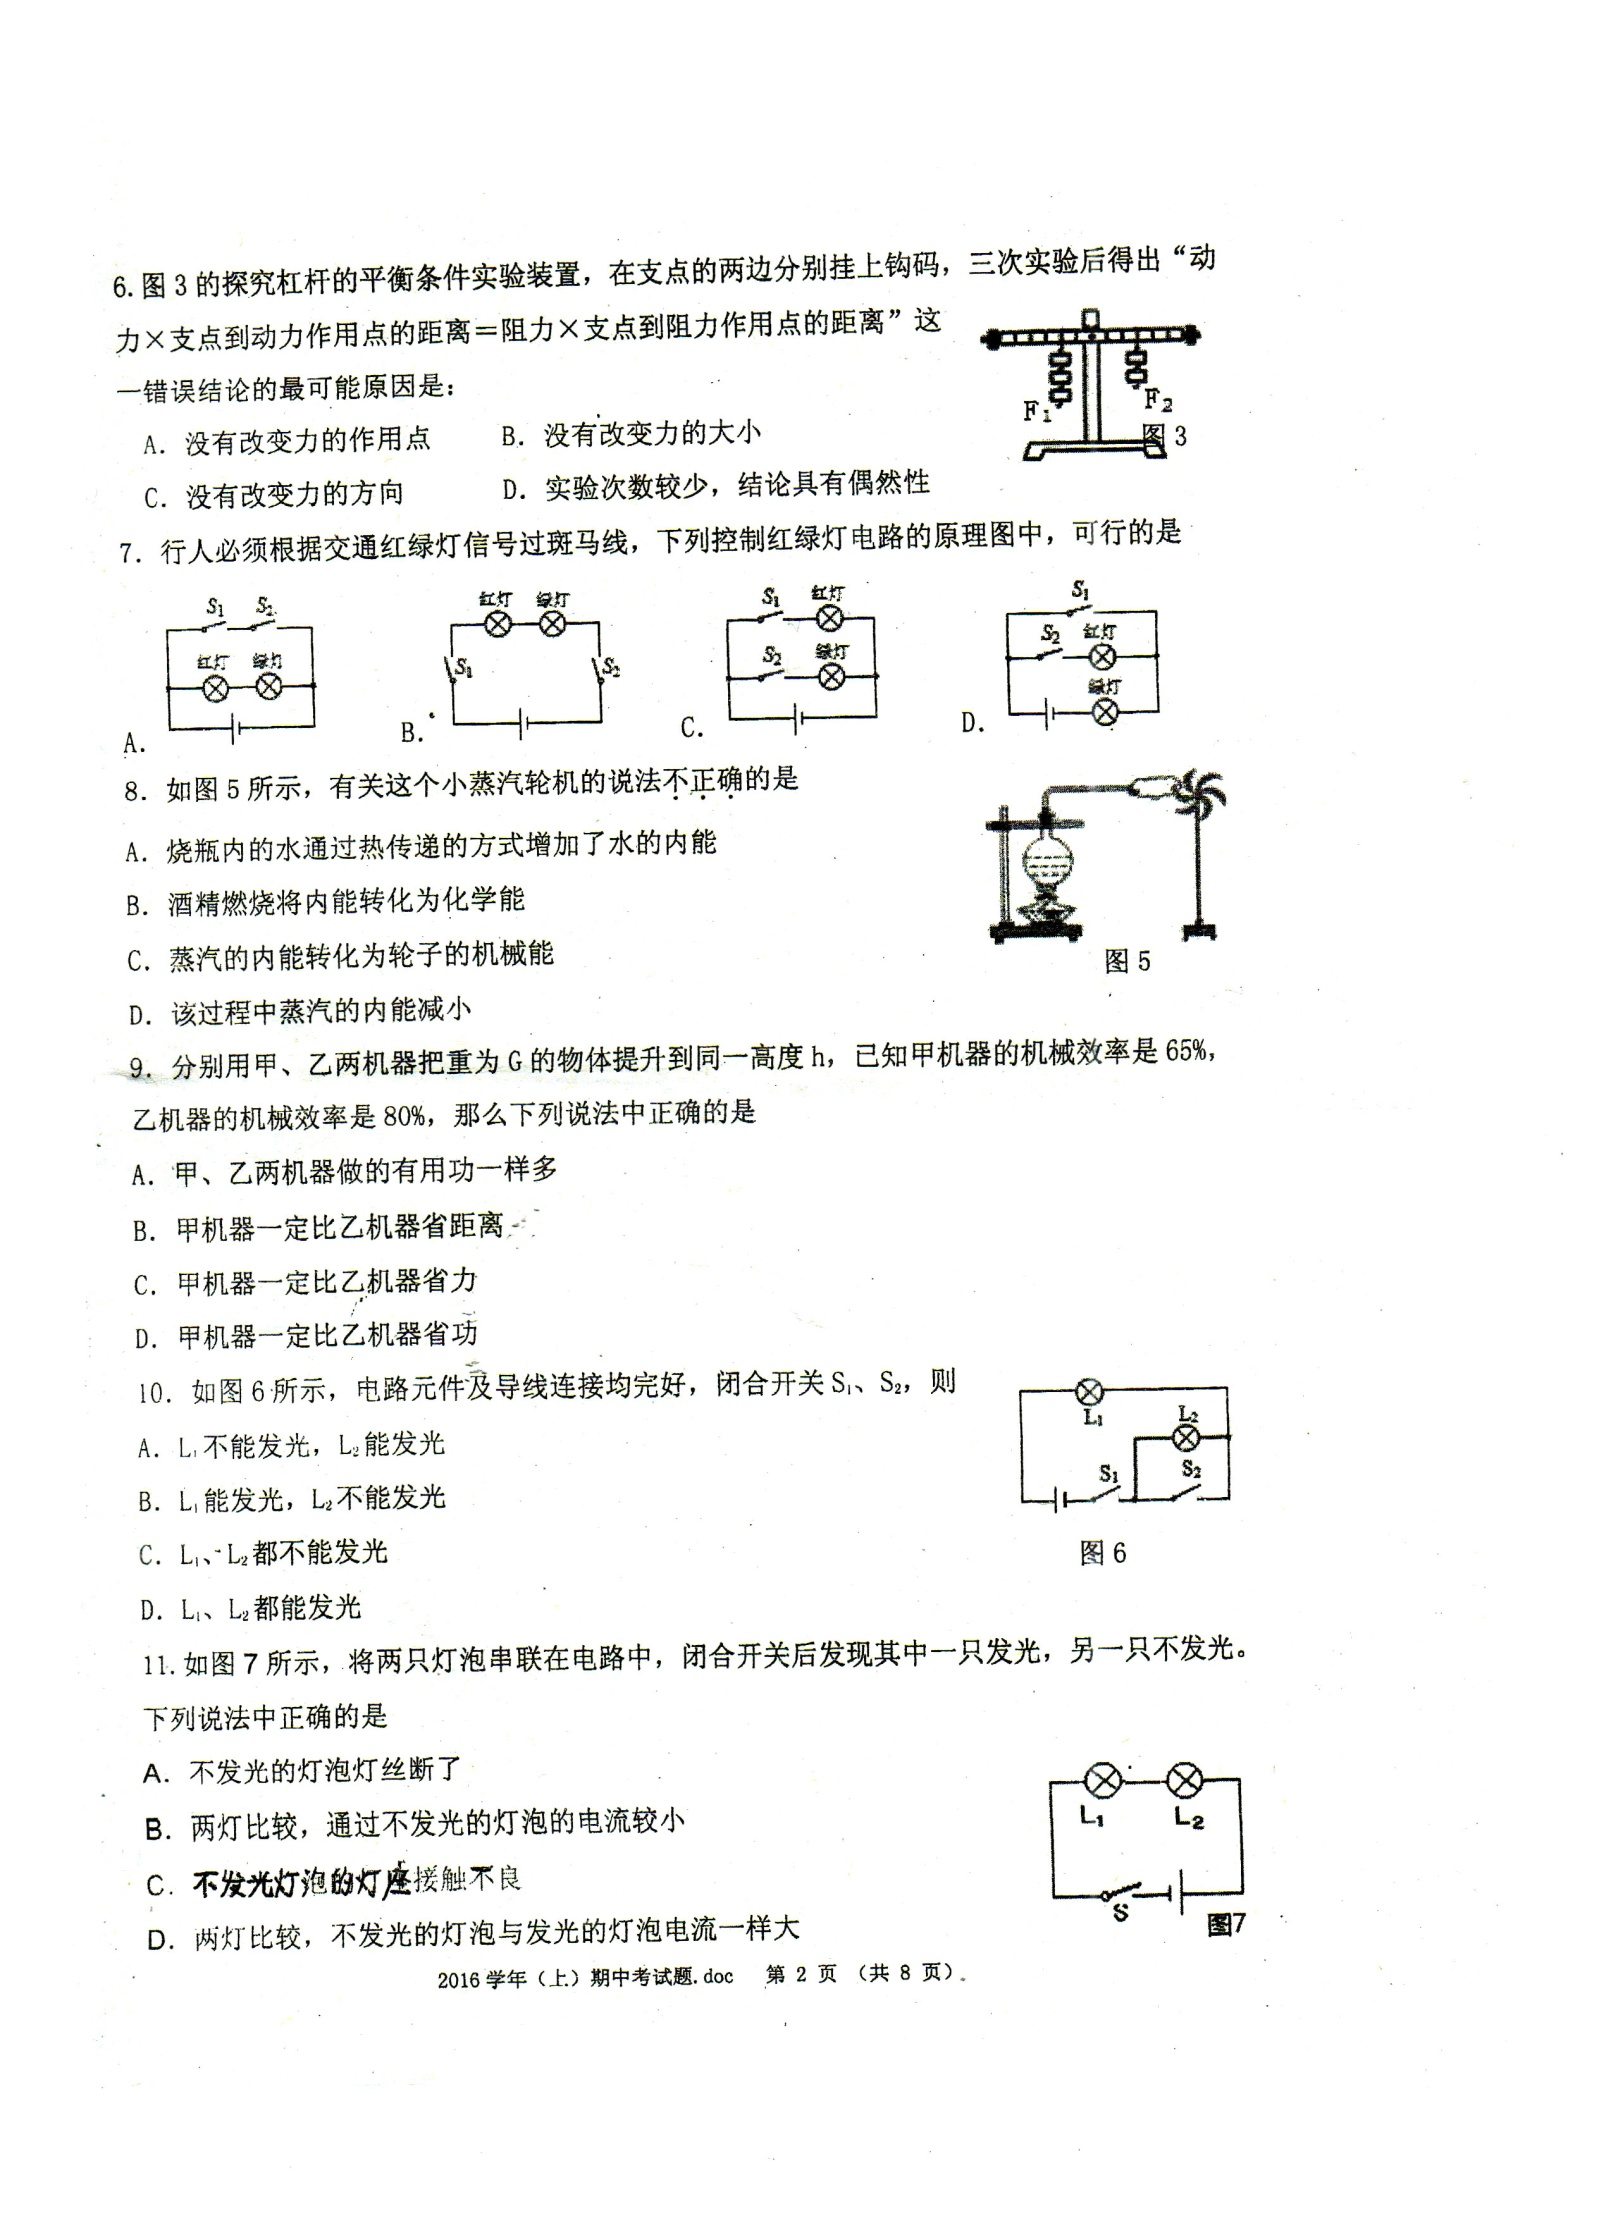 6. 图 3 的探究杠杆的平衡条件实验装置，在支点的两边分别挂上钩码，三次实验后得出“动
力×支点到动力作用点的距离＝阻力×支点到阻力作用点的距离”这
一错误结论的最可能原因是：
F₁ F₂
图 3
A．没有改变力的作用点 B．没有改变力的大小
C．没有改变力的方向 D．实验次数较少，结论具有偶然性
7．行人必须根据交通红绿灯信号过斑马线，下列控制红绿灯电路的原理图中，可行的是
A． S₁ S₂ 红灯 绿灯
B． 红灯 绿灯 S₁ S₂
C． S₁ 红灯 S₂ 绿灯
D． S₁ S₂ 红灯 绿灯
8．如图 5 所示，有关这个小蒸汽轮机的说法不正确的是
A．烧瓶内的水通过热传递的方式增加了水的内能
B．酒精燃烧将内能转化为化学能
C．蒸汽的内能转化为轮子的机械能
图 5
D．该过程中蒸汽的内能减小
9．分别用甲、乙两机器把重为 G 的物体提升到同一高度 h，已知甲机器的机械效率是 65%，
乙机器的机械效率是 80%，那么下列说法中正确的是
A．甲、乙两机器做的有用功一样多
B．甲机器一定比乙机器省距离
C．甲机器一定比乙机器省力
D．甲机器一定比乙机器省功
10．如图 6 所示，电路元件及导线连接均完好，闭合开关 S₁、S₂，则
A．L₁不能发光，L₂能发光
B．L₁能发光，L₂不能发光
C．L₁、L₂都不能发光
D．L₁、L₂都能发光
L₁ L₂ S₁ S₂
图 6
11. 如图 7 所示，将两只灯泡串联在电路中，闭合开关后发现其中一只发光，另一只不发光。
下列说法中正确的是
A．不发光的灯泡灯丝断了
B．两灯比较，通过不发光的灯泡的电流较小
C．不发光灯泡的灯座接触不良
D．两灯比较，不发光的灯泡与发光的灯泡电流一样大
L₁ L₂
S
图7
2016 学年（上）期中考试题.doc 第 2 页 （共 8 页）